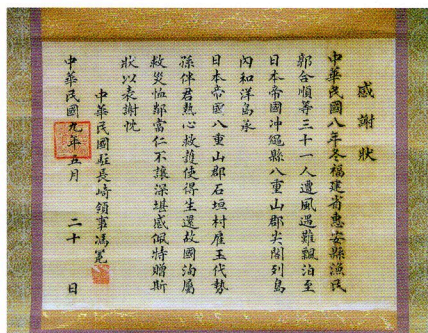 感謝狀
中華民國八年冬福建省惠安縣漁民
郭合順等三十一人遭風遇難飄泊至
日本帝國沖繩縣八重山郡尖閣列島
內和洋島承
日本帝國八重山郡石垣村雇玉代勢
孫伴君熱心救護使得生還故國洵屬
救災恤鄰當仁不讓深堪感佩特贈斯
狀以表謝忱
中華民國駐長崎領事馮冕
中華民國九年五月二十日